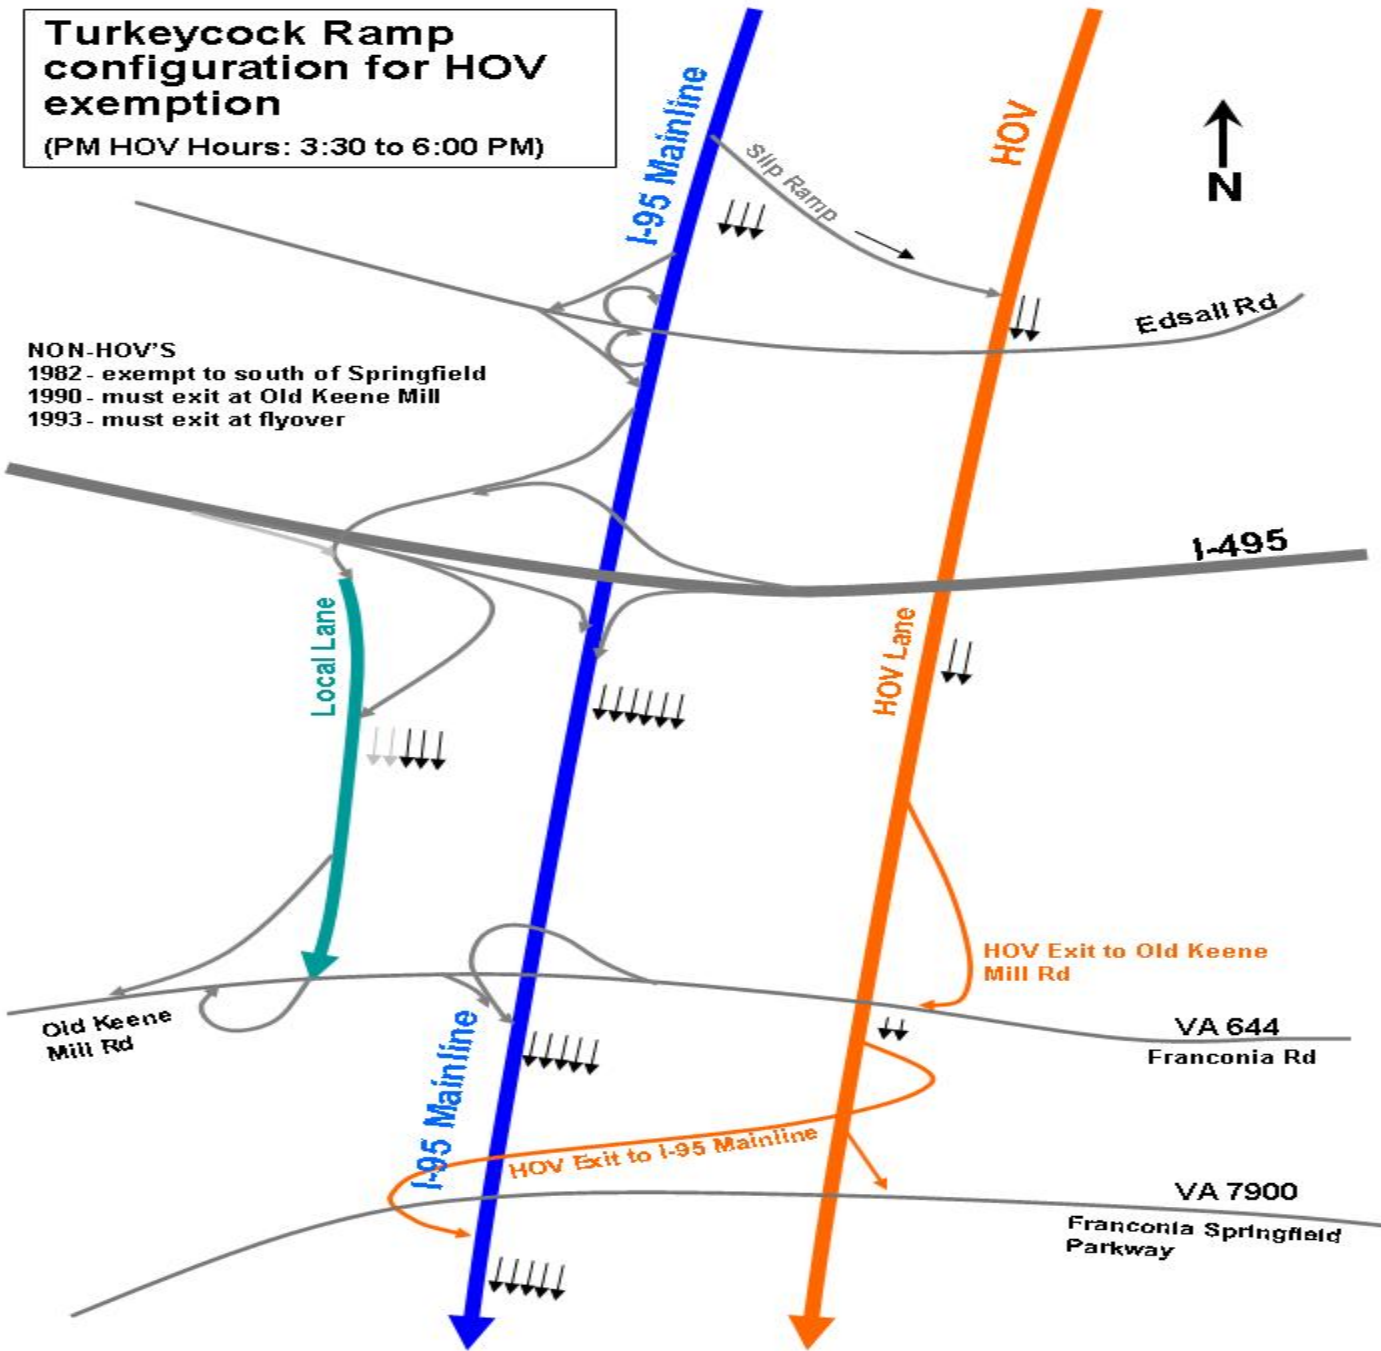 Turkeycock Ramp
configuration for HOV
exemption
(PM HOV Hours: 3:30 to 6:00 PM)
I-95 Mainline
HOV
Slip Ramp
N
Edsall Rd
NON-HOV'S
1982 - exempt to south of Springfield
1990 - must exit at Old Keene Mill
1993 - must exit at flyover
I-495
Local Lane
HOV Lane
HOV Exit to Old Keene
Mill Rd
Old Keene
Mill Rd
VA 644
Franconia Rd
I-95 Mainline
HOV Exit to I-95 Mainline
VA 7900
Franconia Springfield
Parkway